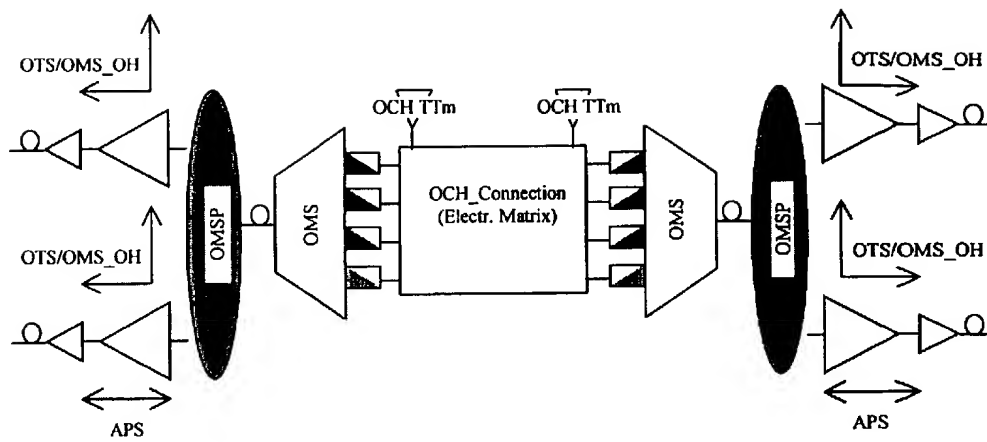 OTS/OMS_OH
OTS/OMS_OH
OCH TTm
OCH TTm
OMSP
OMS
OCH_Connection
(Electr. Matrix)
OMS
OMSP
OTS/OMS_OH
OTS/OMS_OH
APS
APS